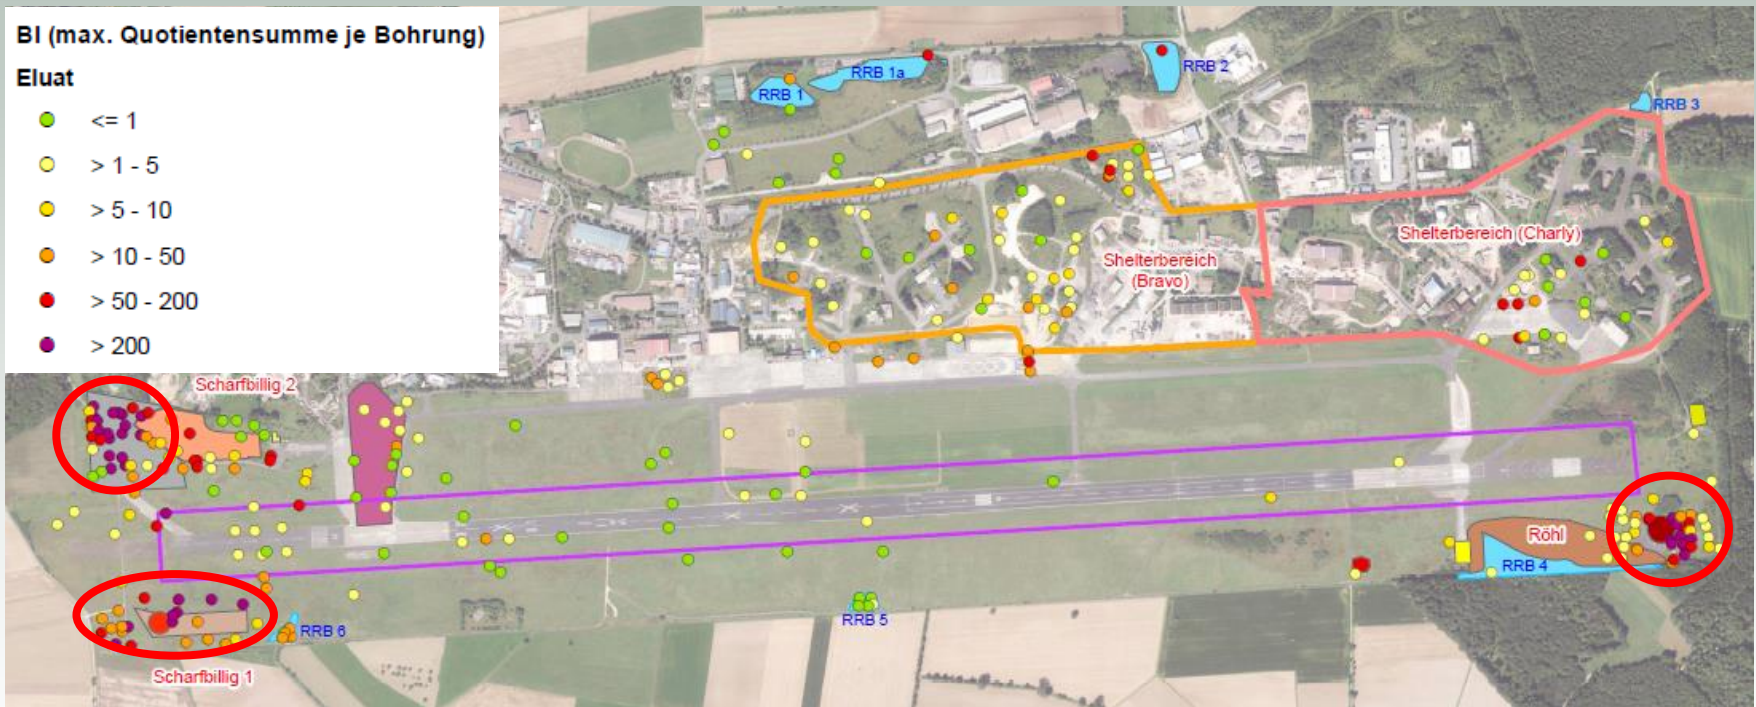 BI (max. Quotientensumme je Bohrung)
Eluat
<= 1
> 1 - 5
> 5 - 10
> 10 - 50
> 50 - 200
> 200
RRB 1
RRB 1a
RRB 2
RRB 3
Shelterbereich (Charly)
Shelterbereich
(Bravo)
Scharfbillig 2
Röhl
RRB 4
RRB 5
RRB 6
Scharfbillig 1